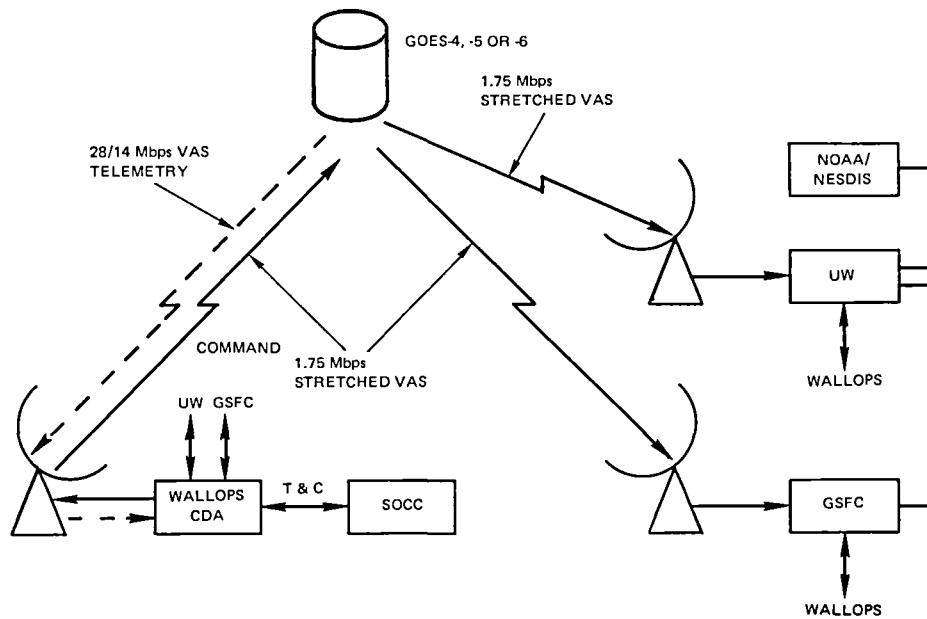 GOES-4, -5 OR -6
1.75 Mbps
STRETCHED VAS
28/14 Mbps VAS
TELEMETRY
NOAA/
NESDIS
UW
WALLOPS
COMMAND
1.75 Mbps
STRETCHED VAS
UW GSFC
WALLOPS
CDA
T & C
SOCC
GSFC
WALLOPS